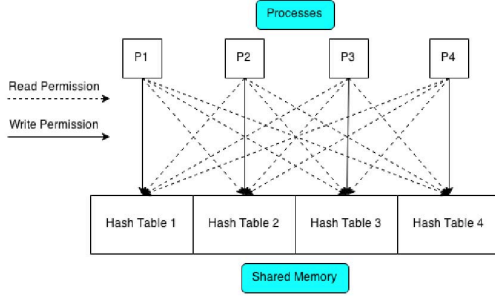 Processes
P1
P2
P3
P4
Read Permission
Write Permission
Hash Table 1
Hash Table 2
Hash Table 3
Hash Table 4
Shared Memory